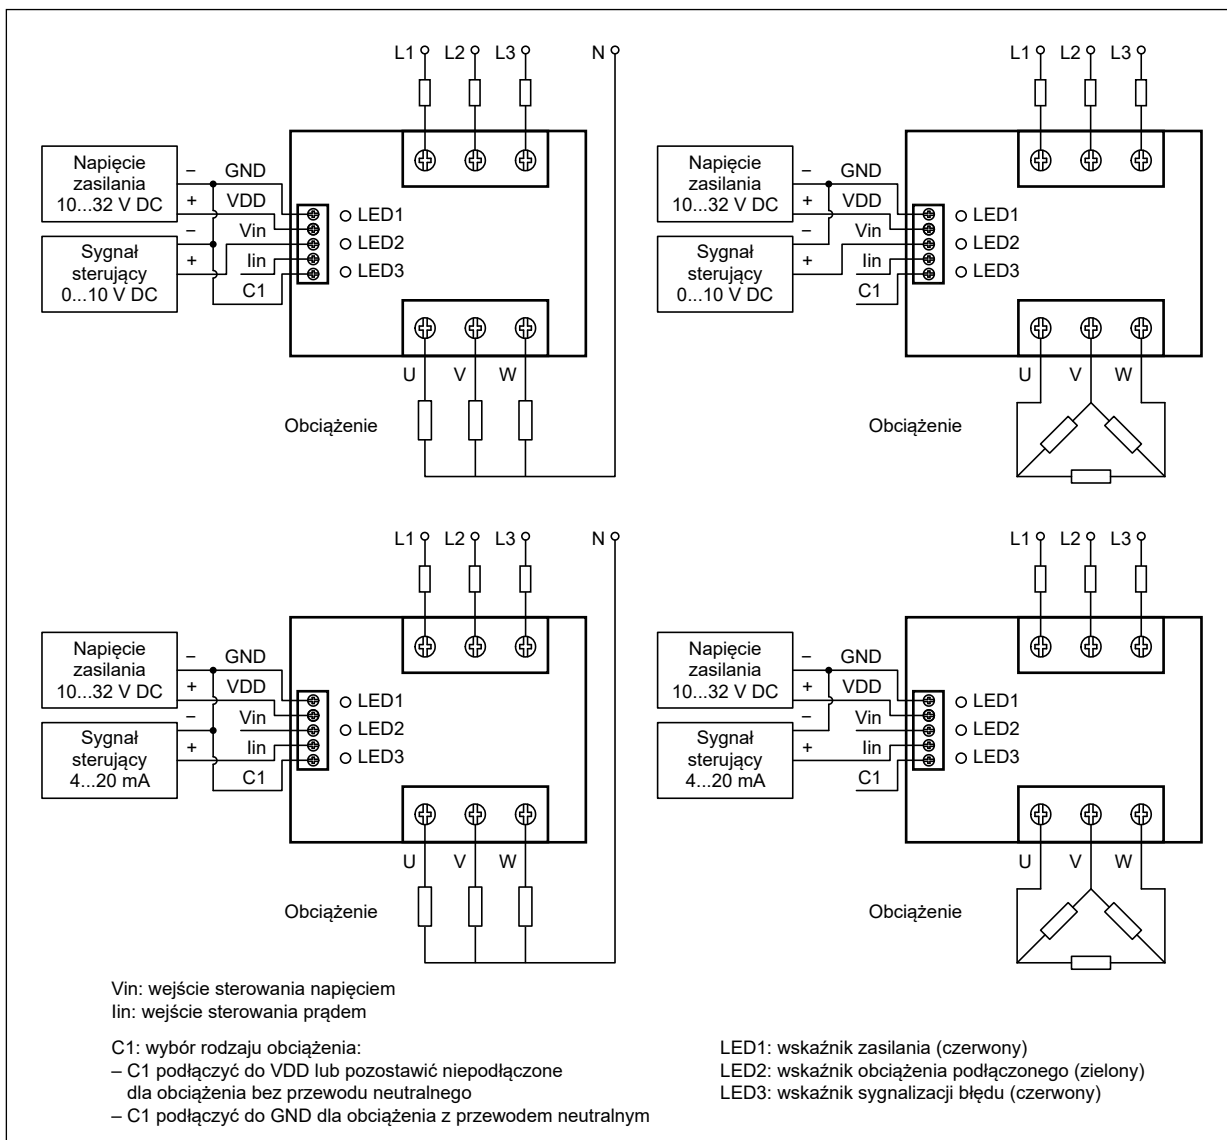 L1 L2 L3 N
Napięcie
zasilania
10...32 V DC
– GND
+ VDD
– Vin
+ Iin
C1
Sygnał
sterujący
0...10 V DC
LED1
LED2
LED3
U V W
Obciążenie
L1 L2 L3
Napięcie
zasilania
10...32 V DC
– GND
+ VDD
– Vin
+ Iin
C1
Sygnał
sterujący
0...10 V DC
LED1
LED2
LED3
U V W
Obciążenie
L1 L2 L3 N
Napięcie
zasilania
10...32 V DC
– GND
+ VDD
– Vin
+ Iin
C1
Sygnał
sterujący
4...20 mA
LED1
LED2
LED3
U V W
Obciążenie
L1 L2 L3
Napięcie
zasilania
10...32 V DC
– GND
+ VDD
– Vin
+ Iin
C1
Sygnał
sterujący
4...20 mA
LED1
LED2
LED3
U V W
Obciążenie
Vin: wejście sterowania napięciem
Iin: wejście sterowania prądem
C1: wybór rodzaju obciążenia:
– C1 podłączyć do VDD lub pozostawić niepodłączone
dla obciążenia bez przewodu neutralnego
– C1 podłączyć do GND dla obciążenia z przewodem neutralnym
LED1: wskaźnik zasilania (czerwony)
LED2: wskaźnik obciążenia podłączonego (zielony)
LED3: wskaźnik sygnalizacji błędu (czerwony)